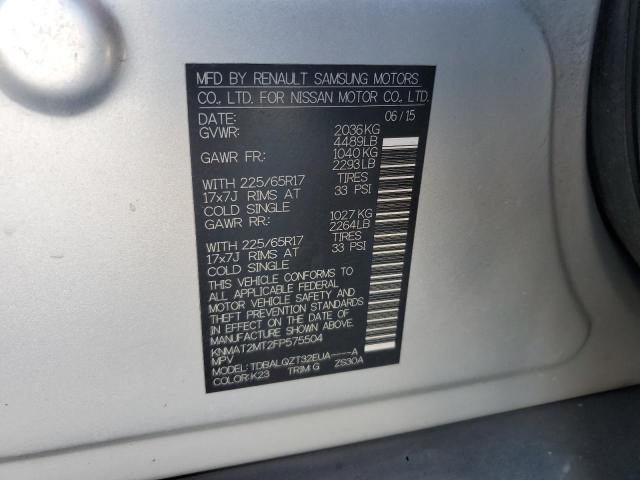 MFD BY RENAULT SAMSUNG MOTORS
CO., LTD. FOR NISSAN MOTOR CO., LTD.
DATE: 06/15
GVWR: 2036KG
4489LB
GAWR FR: 1040KG
2293LB
WITH 225/65R17 TIRES
17x7J RIMS AT 33 PSI
COLD SINGLE
GAWR RR: 1027KG
2264LB
WITH 225/65R17 TIRES
17x7J RIMS AT 33 PSI
COLD SINGLE
THIS VEHICLE CONFORMS TO
ALL APPLICABLE FEDERAL
MOTOR VEHICLE SAFETY AND
THEFT PREVENTION STANDARDS
IN EFFECT ON THE DATE OF
MANUFACTURE SHOWN ABOVE.
KNMAT2MT2FP575504
MPV
MODEL: TDBALQZT32EUA----A
COLOR: K23 TRIM G ZS30A